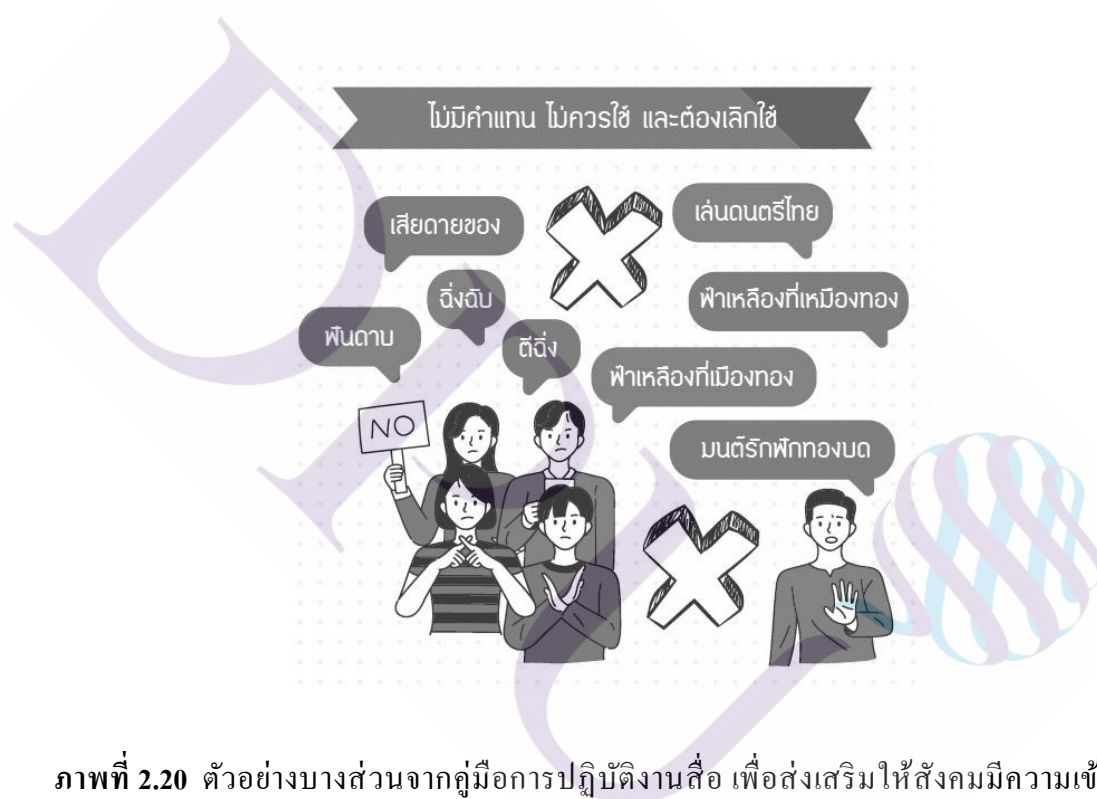 ไม่มีคำแทน ไม่ควรใช้ และต้องเลิกใช้
เสียดายของ
เล่นดนตรีไทย
ฉิ่งฉับ
ฟ้าเหลืองที่เหมืองทอง
ฟันดาบ
ตีฉิ่ง
ฟ้าเหลืองที่เมืองทอง
NO
มนต์รักฟักทองบด
ภาพที่ 2.20 ตัวอย่างบางส่วนจากคู่มือการปฏิบัติงานสื่อ เพื่อส่งเสริมให้สังคมมีความเข้
DPU